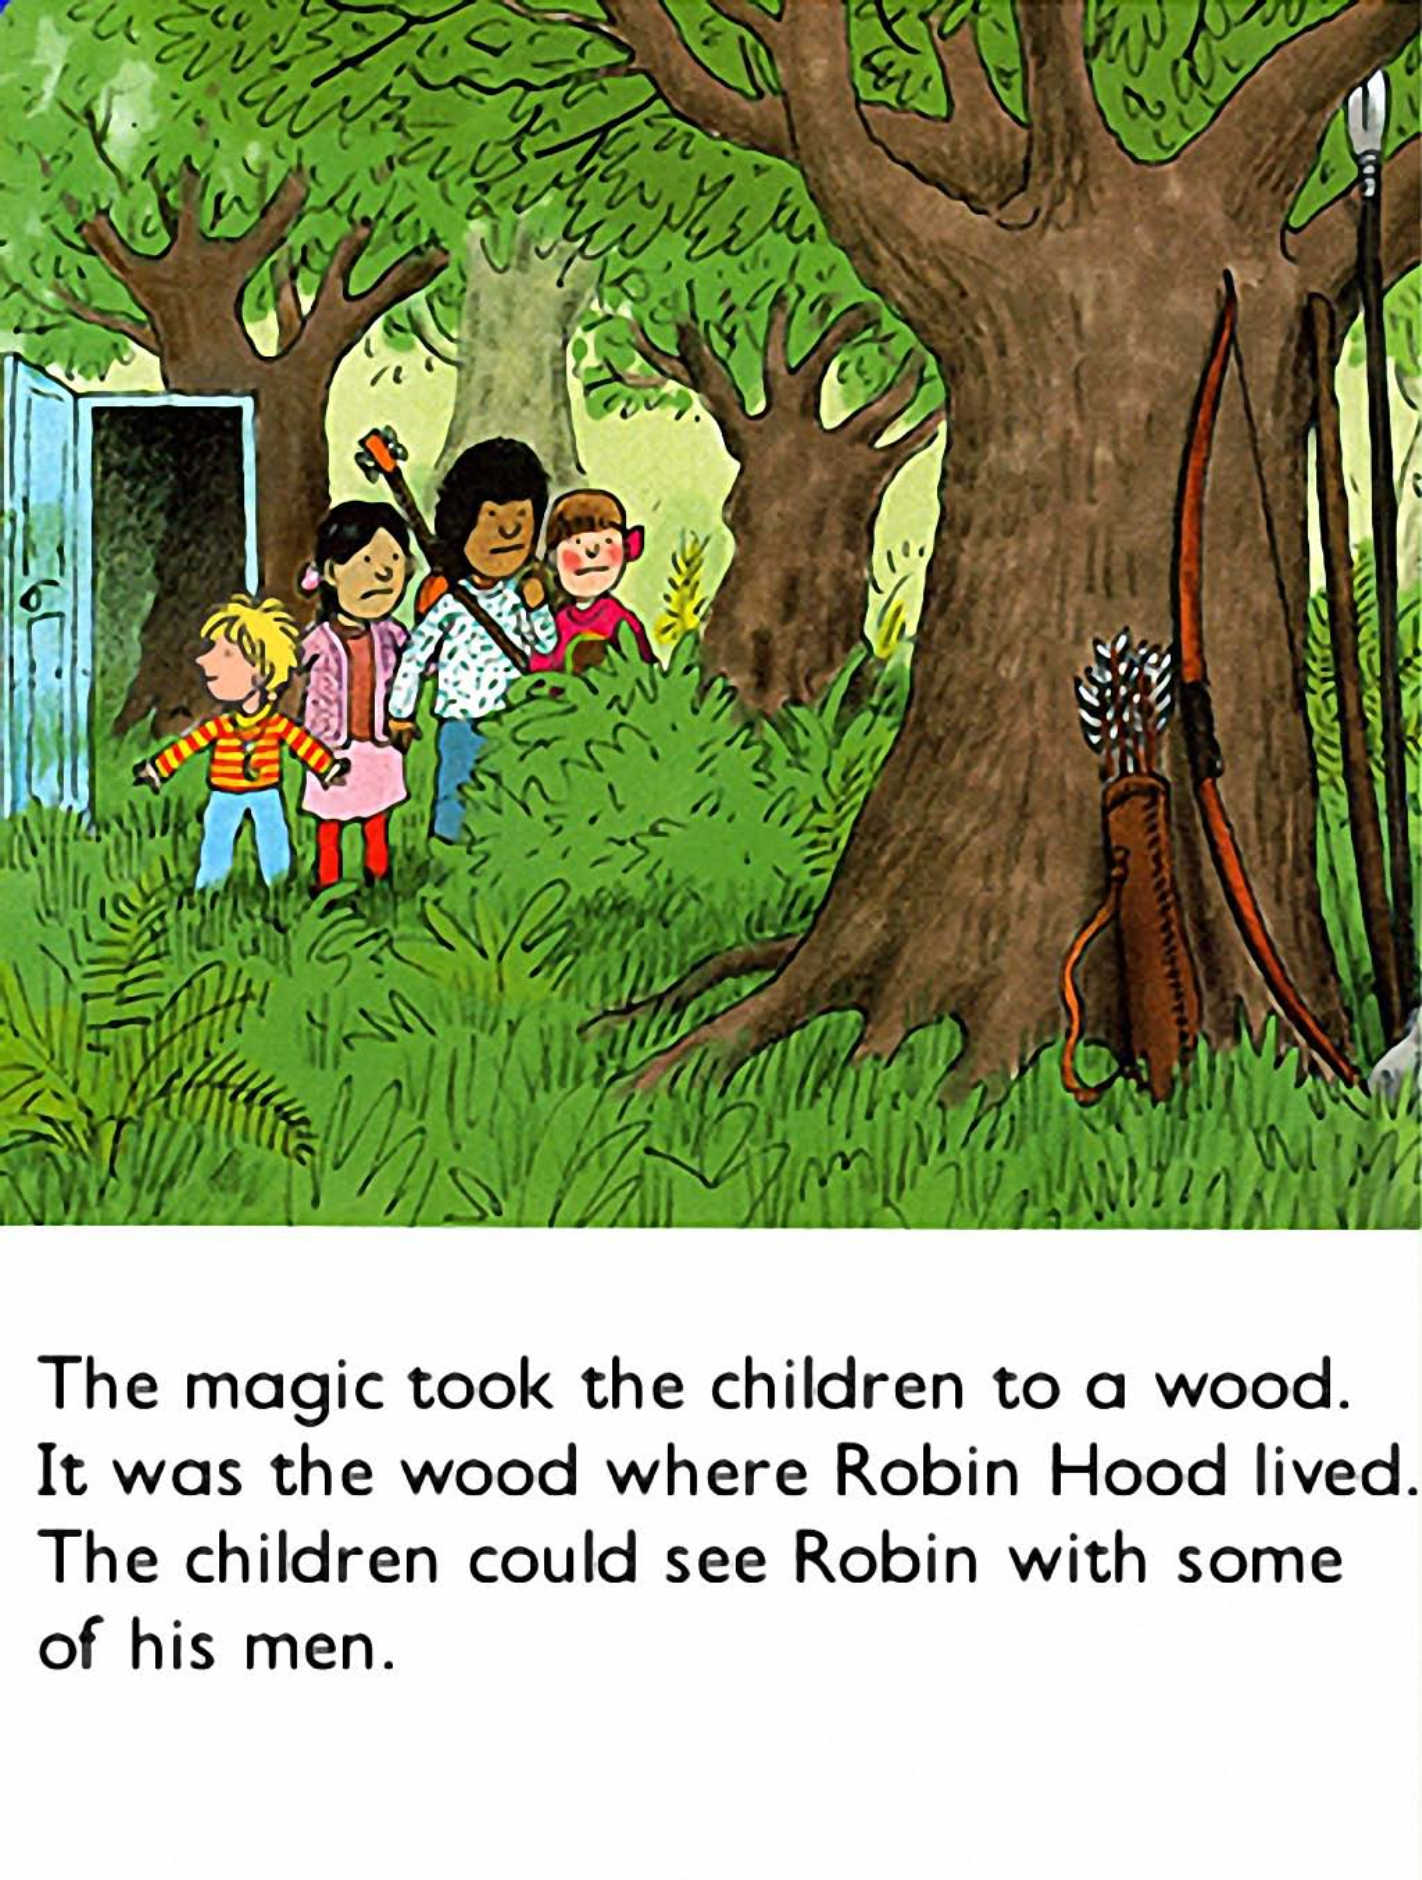 The magic took the children to a wood.
It was the wood where Robin Hood lived.
The children could see Robin with some
of his men.